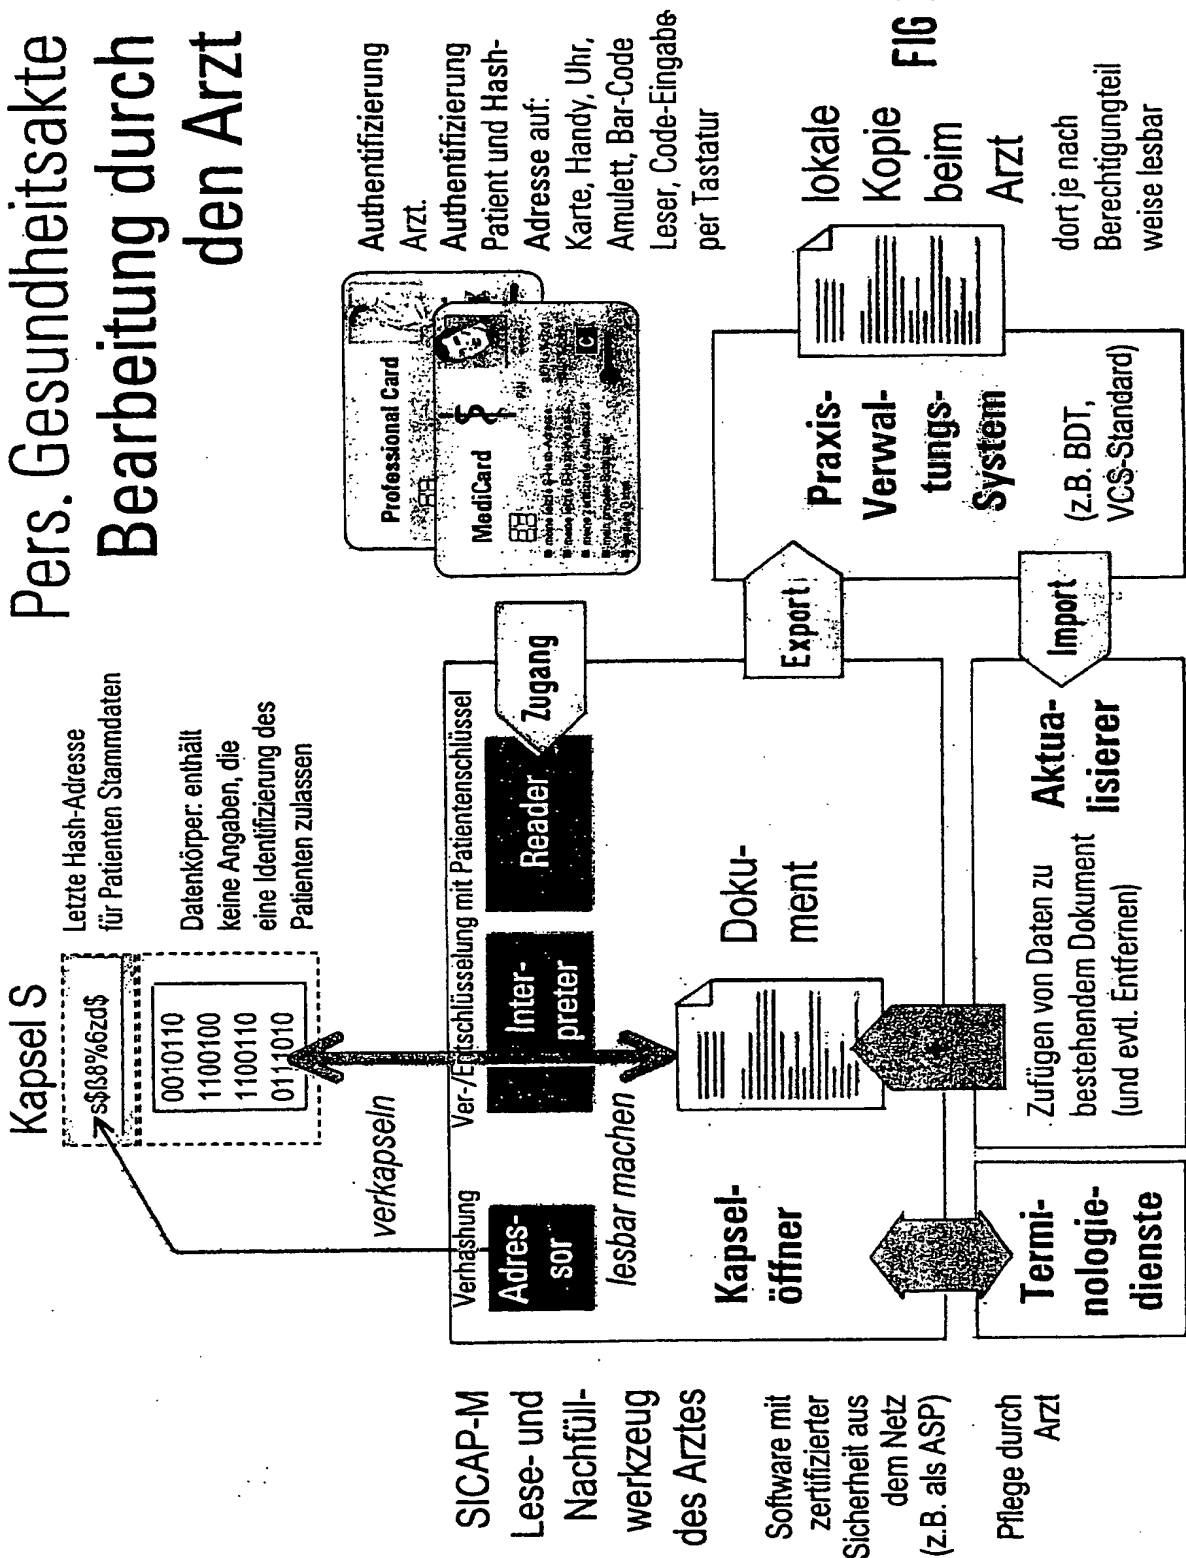 Pers. Gesundheitsakte
Bearbeitung durch
den Arzt
Kapsel S
s$ß8%6zd$
0010110
1100100
1100110
0111010
Letzte Hash-Adresse
für Patienten Stammdaten
Datenkörper: enthält
keine Angaben, die
eine Identifizierung des
Patienten zulassen
verkapseln
Professional Card
MediCard
PIN
Authentifizierung
Arzt.
Authentifizierung
Patient und Hash-
Adresse auf:
Karte, Handy, Uhr,
Amulett, Bar-Code
Leser, Code-Eingabe
per Tastatur
SICAP-M
Lese- und
Nachfüll-
werkzeug
des Arztes
Verhashung
Ver-/Entschlüsselung mit Patientenschlüssel
Adres-
sor
Inter-
preter
Reader
Zugang
lesbar machen
Kapsel-
öffner
Doku-
ment
Export
Praxis-
Verwal-
tungs-
System
(z.B. BDT,
VCS-Standard)
lokale
Kopie
beim
Arzt
FIG
dort je nach
Berechtigungteil
weise lesbar
Software mit
zertifizierter
Sicherheit aus
dem Netz
(z.B. als ASP)
Pflege durch
Arzt
Termi-
nologie-
dienste
Zufügen von Daten zu
bestehendem Dokument
(und evtl. Entfernen)
Aktua-
lisierer
Import